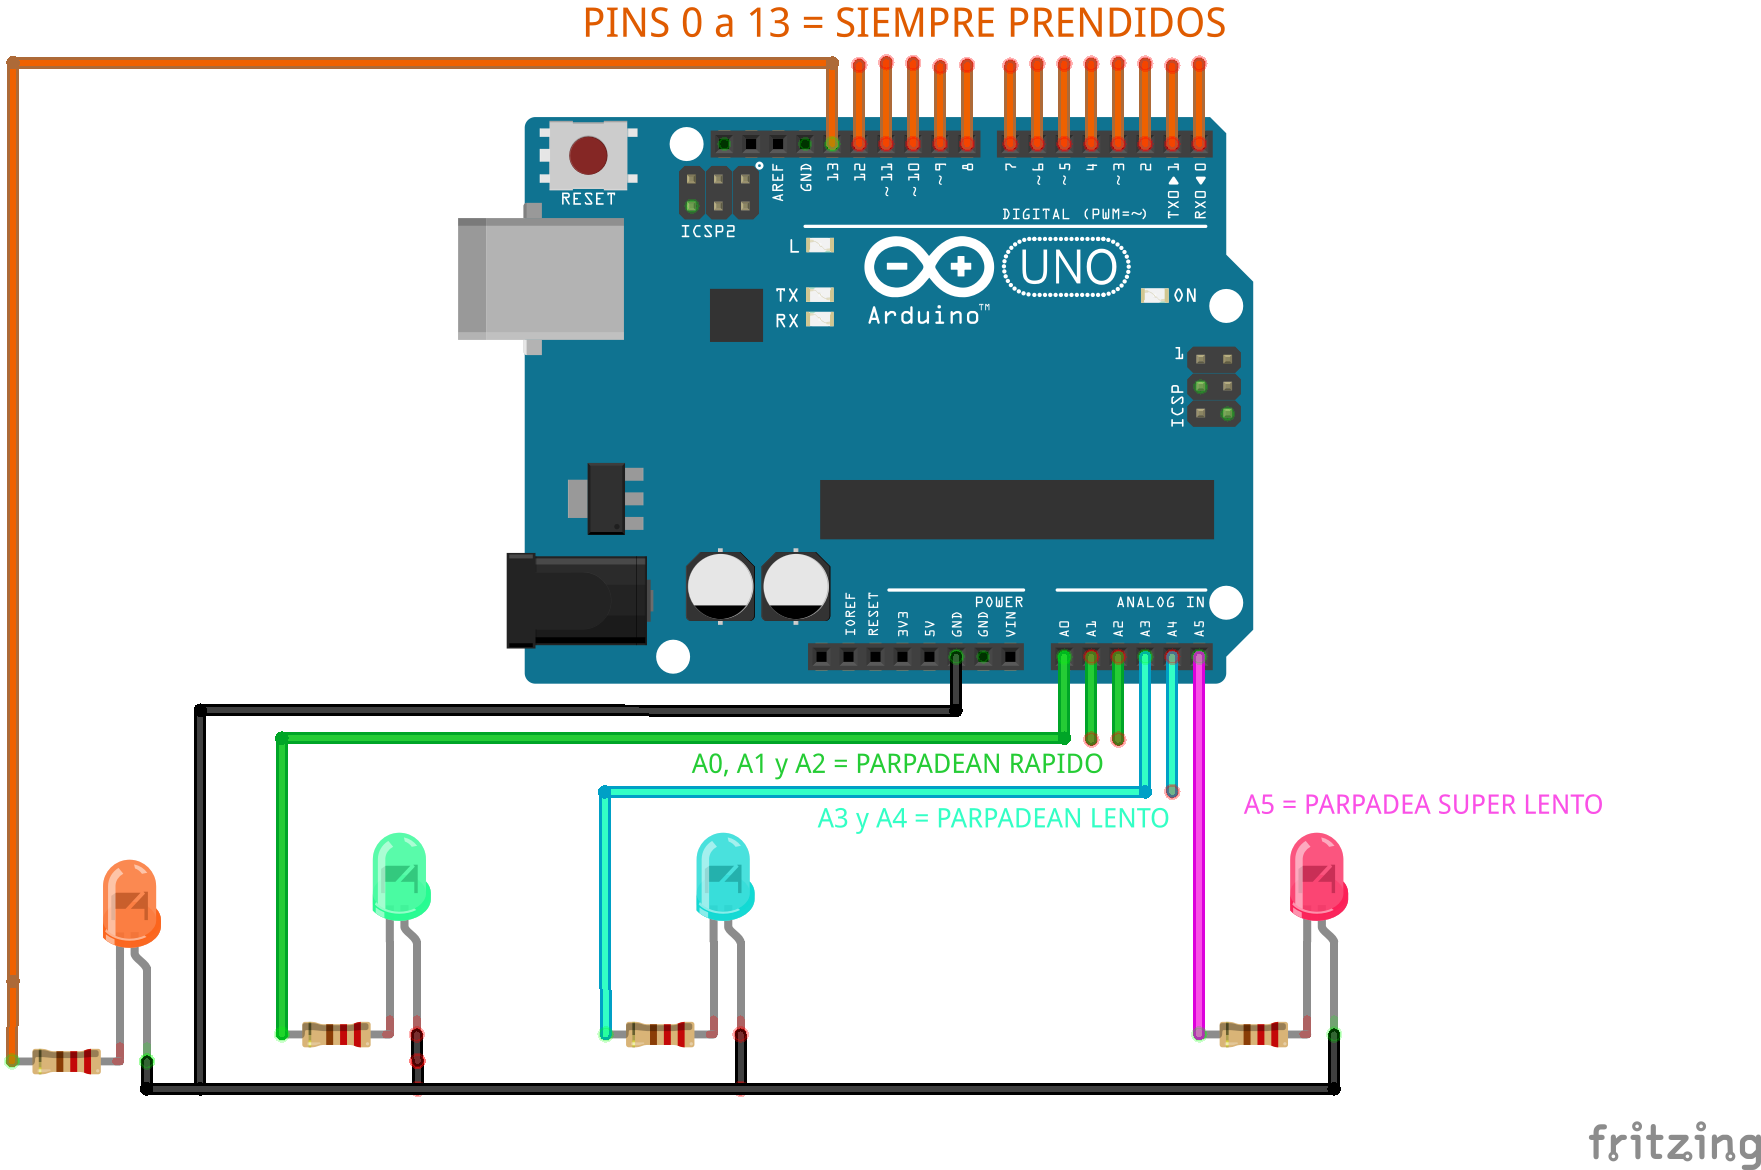 PINS 0 a 13 = SIEMPRE PRENDIDOS
RESET
ICSP2
AREF
GND
13
12
~11
~10
~9
8
7
~6
~5
4
~3
2
TX0▶1
RX0◀0
DIGITAL (PWM=~)
L
TX
RX
UNO
Arduino™
ON
1
ICSP
POWER
ANALOG IN
IOREF
RESET
3V3
5V
GND
GND
VIN
A0
A1
A2
A3
A4
A5
A0, A1 y A2 = PARPADEAN RAPIDO
A3 y A4 = PARPADEAN LENTO
A5 = PARPADEA SUPER LENTO
fritzing